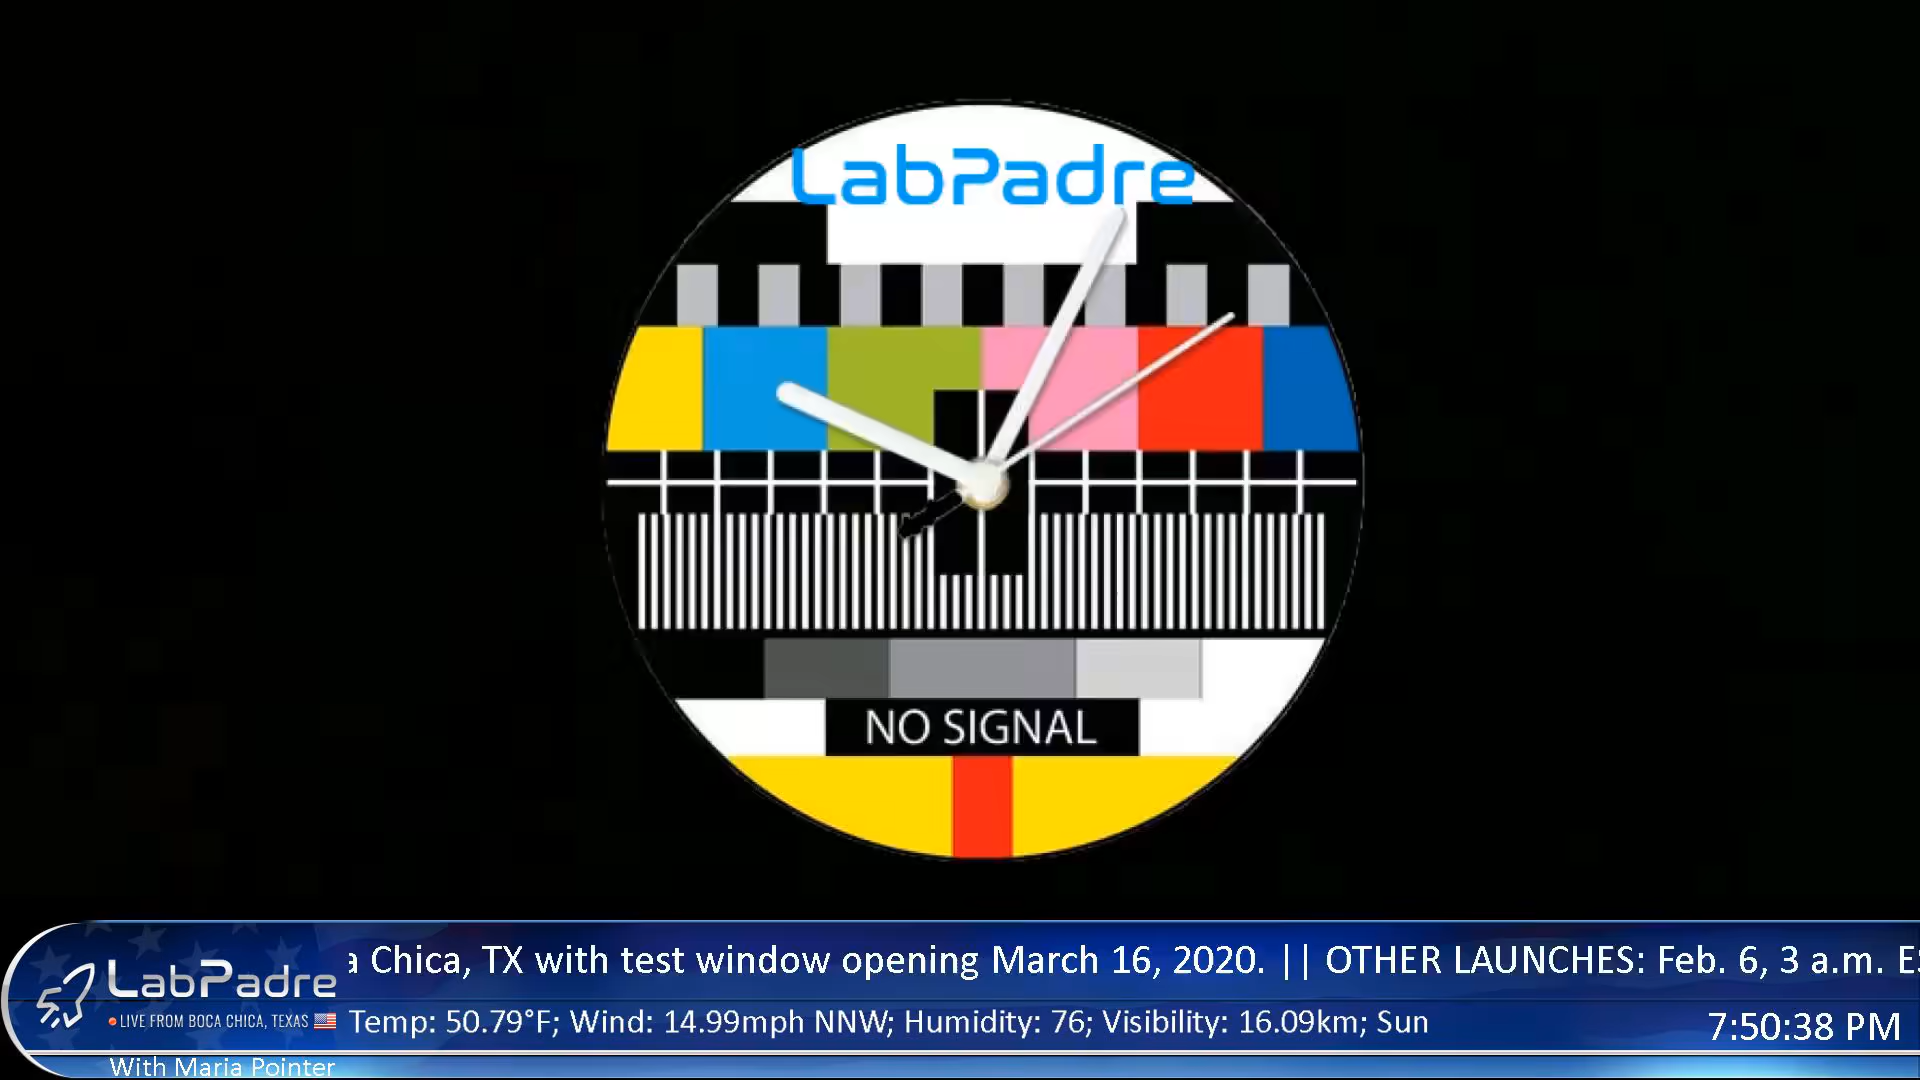 LabPadre
NO SIGNAL
a Chica, TX with test window opening March 16, 2020. || OTHER LAUNCHES: Feb. 6, 3 a.m. ES
LabPadre
LIVE FROM BOCA CHICA, TEXAS
Temp: 50.79°F; Wind: 14.99mph NNW; Humidity: 76; Visibility: 16.09km; Sun
7:50:38 PM
With Maria Pointer